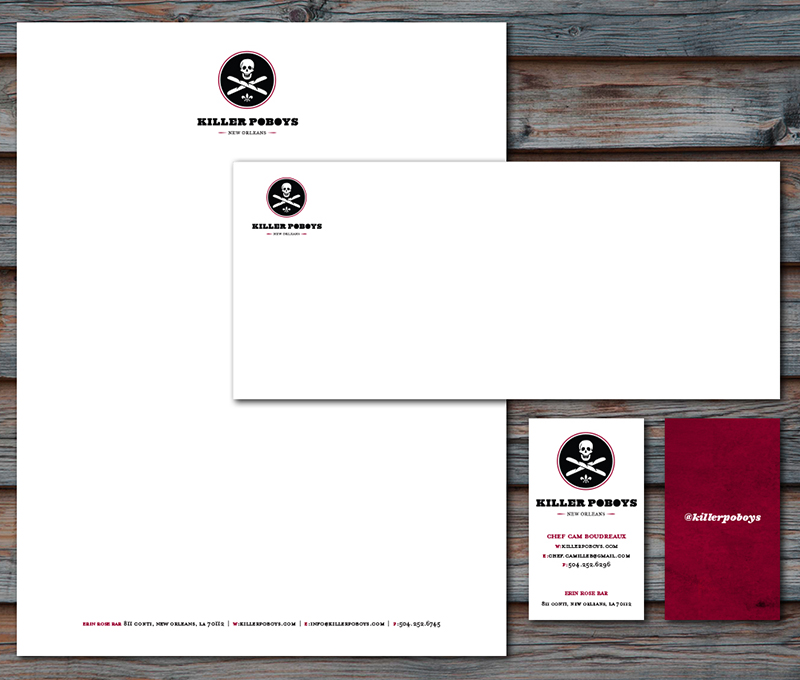 KILLER POBOYS
NEW ORLEANS
KILLER POBOYS
NEW ORLEANS
KILLER POBOYS
NEW ORLEANS
CHEF CAM BOUDREAUX
W:KILLERPOBOYS.COM
E:CHEF.CAMILLEB@GMAIL.COM
P:504.252.6296
ERIN ROSE BAR
811 CONTI, NEW ORLEANS, LA 70112
@killerpoboys
ERIN ROSE BAR 811 CONTI, NEW ORLEANS, LA 70112 | W:KILLERPOBOYS.COM | E:INFO@KILLERPOBOYS.COM | P:504.252.6745